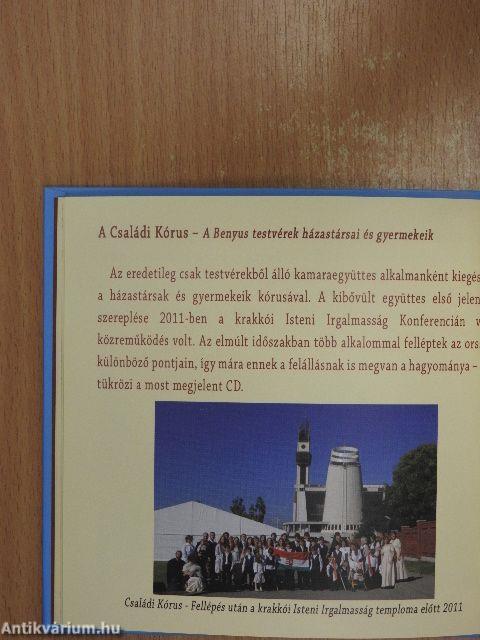 A Családi Kórus – A Benyus testvérek házastársai és gyermekeik
Az eredetileg csak testvérekből álló kamaraegyüttes alkalmanként kiegés
a házastársak és gyermekeik kórusával. A kibővült együttes első jelen
szereplése 2011-ben a krakkói Isteni Irgalmasság Konferencián v
közreműködés volt. Az elmúlt időszakban több alkalommal felléptek az ors
különböző pontjain, így mára ennek a felállásnak is megvan a hagyománya –
tükrözi a most megjelent CD.
Családi Kórus - Fellépés után a krakkói Isteni Irgalmasság temploma előtt 2011
Antikvárium.hu